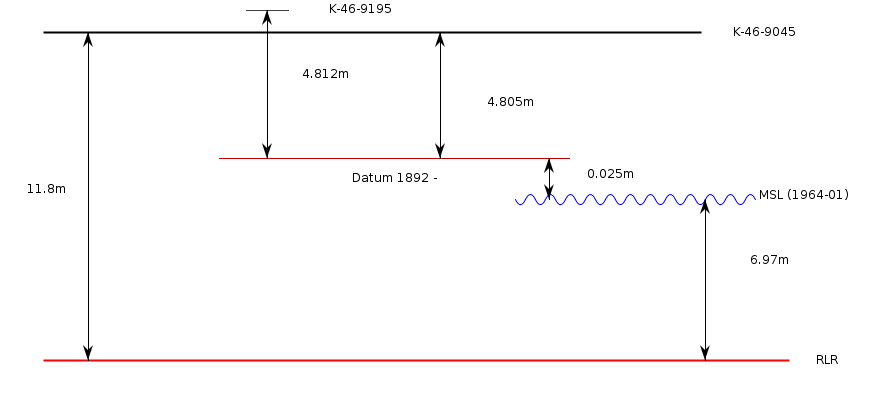 K-46-9195
K-46-9045
4.812m
4.805m
0.025m
Datum 1892 -
11.8m
MSL (1964-01)
6.97m
RLR